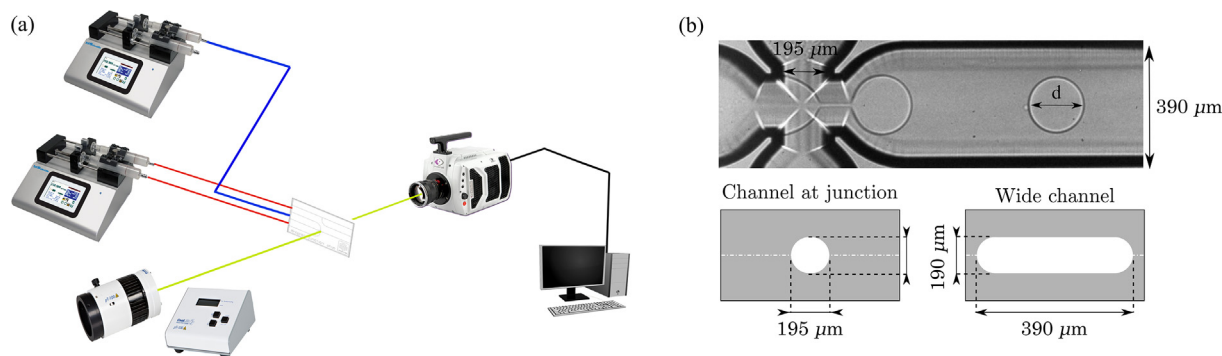 (a)
(b)
195 μm
d
390 μm
Channel at junction
Wide channel
190 μm
195 μm
390 μm